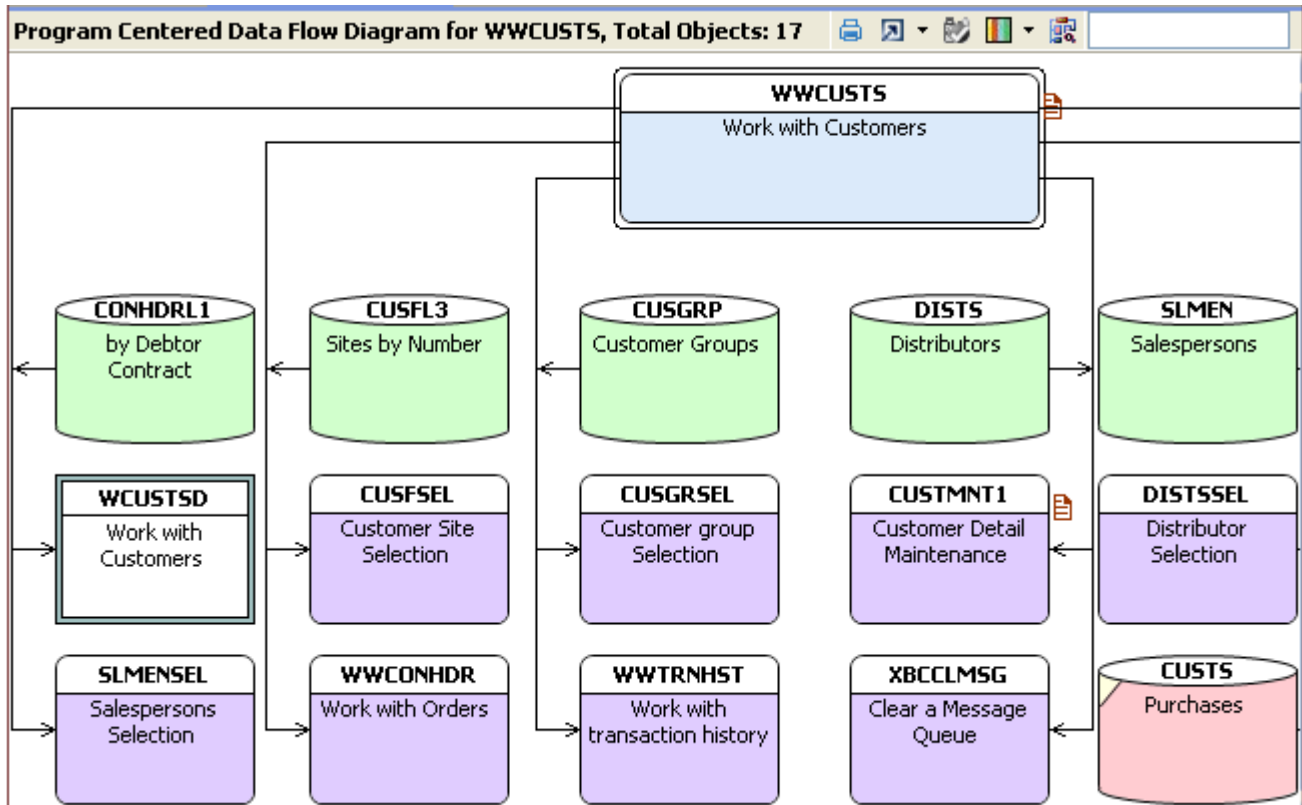 Program Centered Data Flow Diagram for WWCUSTS, Total Objects: 17
WWCUSTS
Work with Customers
CONHDRL1
by Debtor
Contract
CUSFL3
Sites by Number
CUSGRP
Customer Groups
DISTS
Distributors
SLMEN
Salespersons
WCUSTSD
Work with
Customers
CUSFSEL
Customer Site
Selection
CUSGRSEL
Customer group
Selection
CUSTMNT1
Customer Detail
Maintenance
DISTSSEL
Distributor
Selection
SLMENSEL
Salespersons
Selection
WWCONHDR
Work with Orders
WWTRNHST
Work with
transaction history
XBCCLMSG
Clear a Message
Queue
CUSTS
Purchases